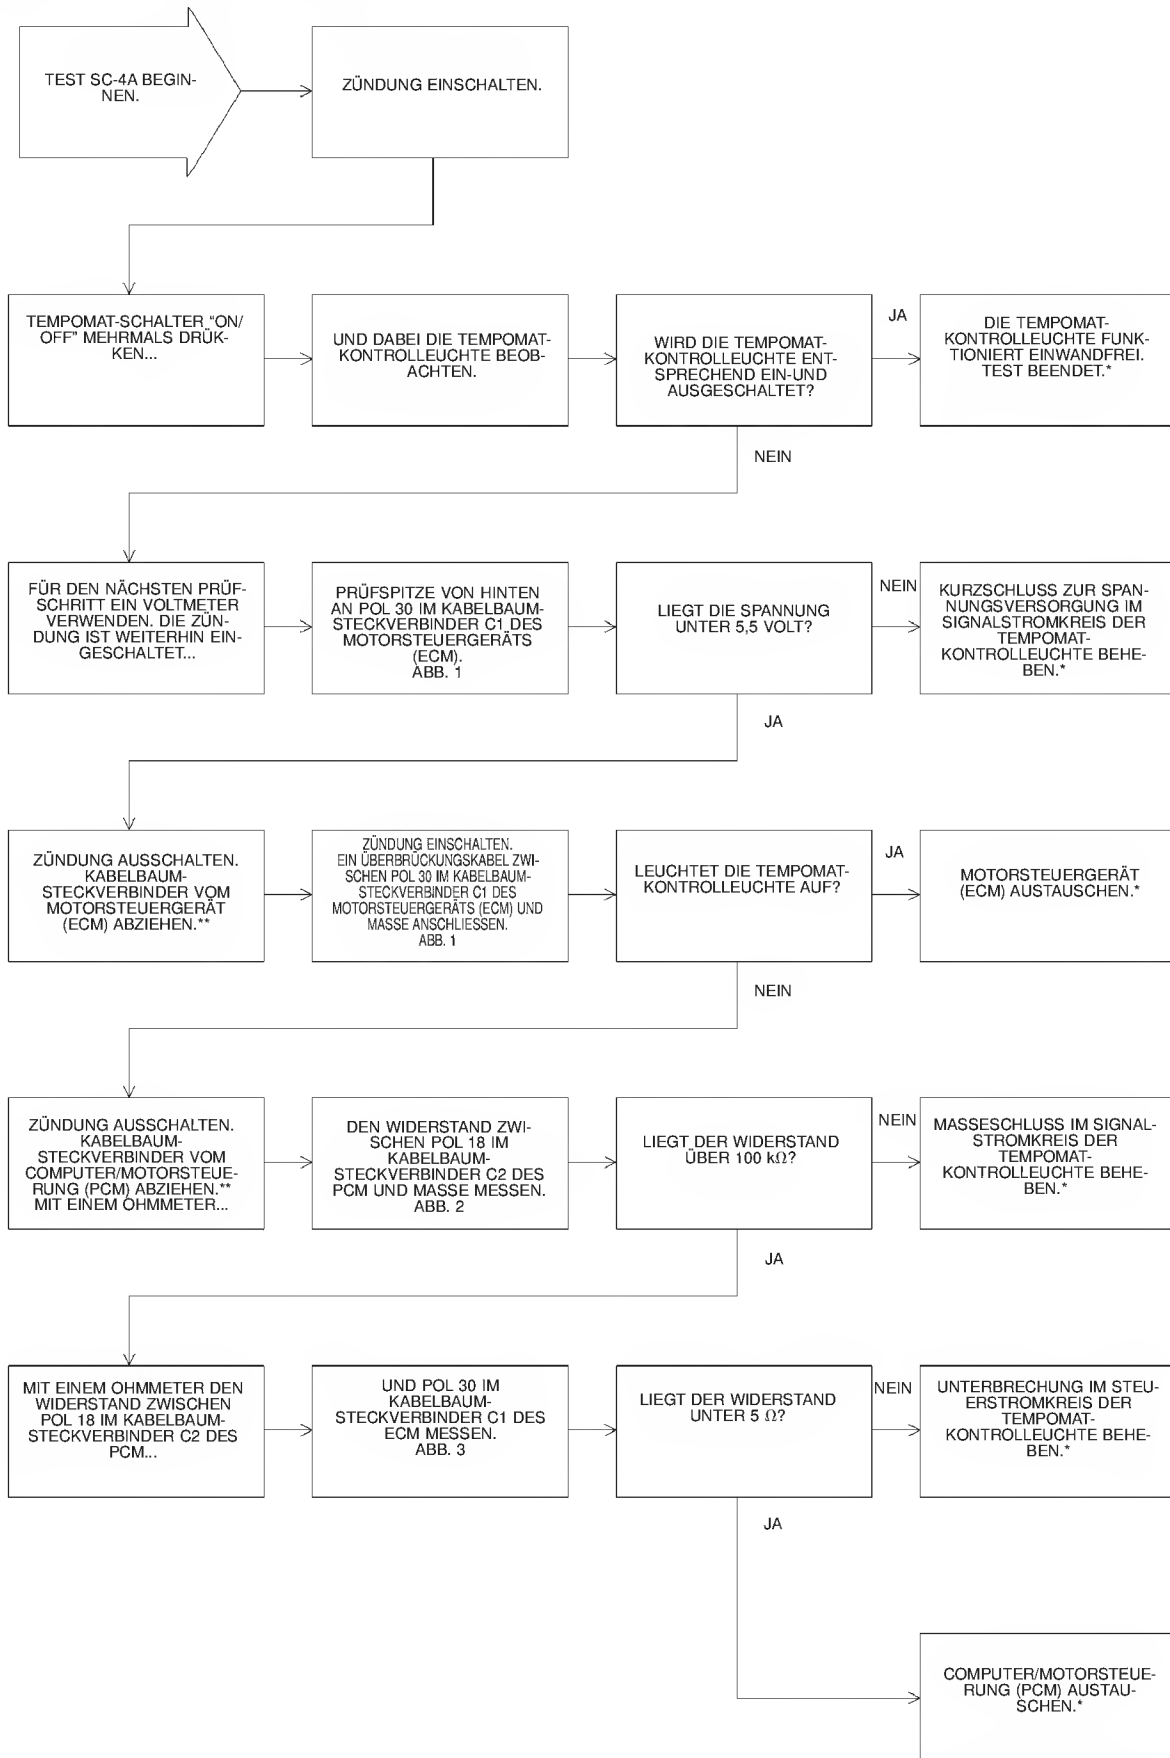 TEST SC-4A BEGIN-
NEN.
ZÜNDUNG EINSCHALTEN.
TEMPOMAT-SCHALTER “ON/
OFF” MEHRMALS DRÜK-
KEN...
UND DABEI DIE TEMPOMAT-
KONTROLLEUCHTE BEOB-
ACHTEN.
WIRD DIE TEMPOMAT-
KONTROLLEUCHTE ENT-
SPRECHEND EIN-UND
AUSGESCHALTET?
JA
DIE TEMPOMAT-
KONTROLLEUCHTE FUNK-
TIONIERT EINWANDFREI.
TEST BEENDET.*
NEIN
FÜR DEN NÄCHSTEN PRÜF-
SCHRITT EIN VOLTMETER
VERWENDEN. DIE ZÜN-
DUNG IST WEITERHIN EIN-
GESCHALTET...
PRÜFSPITZE VON HINTEN
AN POL 30 IM KABELBAUM-
STECKVERBINDER C1 DES
MOTORSTEUERGERÄTS
(ECM).
ABB. 1
LIEGT DIE SPANNUNG
UNTER 5,5 VOLT?
NEIN
KURZSCHLUSS ZUR SPAN-
NUNGSVERSORGUNG IM
SIGNALSTROMKREIS DER
TEMPOMAT-
KONTROLLEUCHTE BEHE-
BEN.*
JA
ZÜNDUNG AUSSCHALTEN.
KABELBAUM-
STECKVERBINDER VOM
MOTORSTEUERGERÄT
(ECM) ABZIEHEN.**
ZÜNDUNG EINSCHALTEN.
EIN ÜBERBRÜCKUNGSKABEL ZWI-
SCHEN POL 30 IM KABELBAUM-
STECKVERBINDER C1 DES
MOTORSTEUERGERÄTS (ECM) UND
MASSE ANSCHLIESSEN.
ABB. 1
LEUCHTET DIE TEMPOMAT-
KONTROLLEUCHTE AUF?
JA
MOTORSTEUERGERÄT
(ECM) AUSTAUSCHEN.*
NEIN
ZÜNDUNG AUSSCHALTEN.
KABELBAUM-
STECKVERBINDER VOM
COMPUTER/MOTORSTEUE-
RUNG (PCM) ABZIEHEN.**
MIT EINEM OHMMETER...
DEN WIDERSTAND ZWI-
SCHEN POL 18 IM
KABELBAUM-
STECKVERBINDER C2 DES
PCM UND MASSE MESSEN.
ABB. 2
LIEGT DER WIDERSTAND
ÜBER 100 kΩ?
NEIN
MASSESCHLUSS IM SIGNAL-
STROMKREIS DER
TEMPOMAT-
KONTROLLEUCHTE BEHE-
BEN.*
JA
MIT EINEM OHMMETER DEN
WIDERSTAND ZWISCHEN
POL 18 IM KABELBAUM-
STECKVERBINDER C2 DES
PCM...
UND POL 30 IM
KABELBAUM-
STECKVERBINDER C1 DES
ECM MESSEN.
ABB. 3
LIEGT DER WIDERSTAND
UNTER 5 Ω?
NEIN
UNTERBRECHUNG IM STEU-
ERSTROMKREIS DER
TEMPOMAT-
KONTROLLEUCHTE BEHE-
BEN.*
JA
COMPUTER/MOTORSTEUE-
RUNG (PCM) AUSTAU-
SCHEN.*